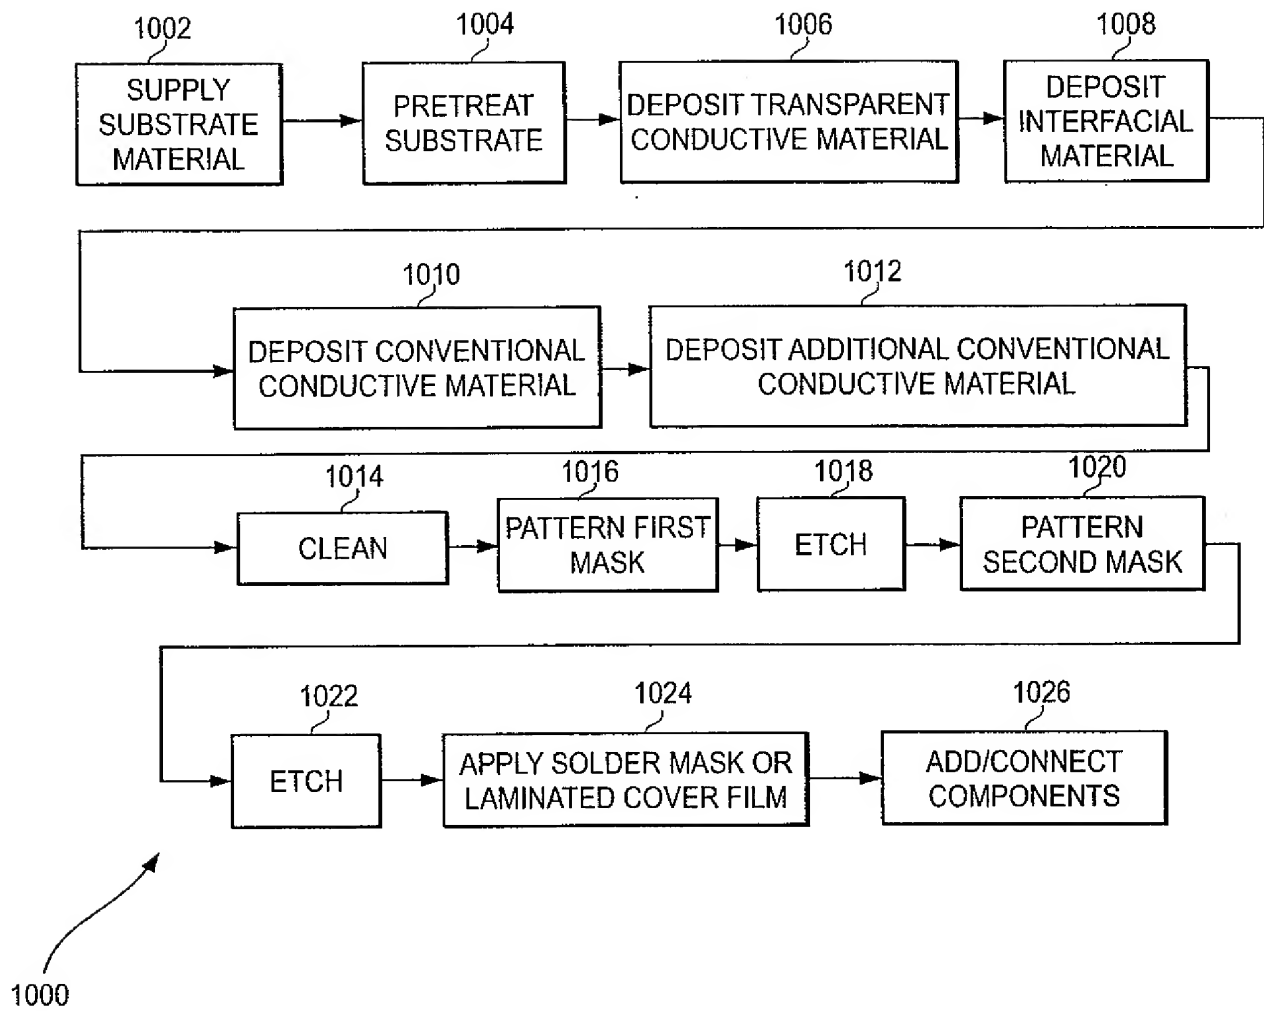 1002
SUPPLY
SUBSTRATE
MATERIAL
1004
PRETREAT
SUBSTRATE
1006
DEPOSIT TRANSPARENT
CONDUCTIVE MATERIAL
1008
DEPOSIT
INTERFACIAL
MATERIAL
1010
DEPOSIT CONVENTIONAL
CONDUCTIVE MATERIAL
1012
DEPOSIT ADDITIONAL CONVENTIONAL
CONDUCTIVE MATERIAL
1014
CLEAN
1016
PATTERN FIRST
MASK
1018
ETCH
1020
PATTERN
SECOND MASK
1022
ETCH
1024
APPLY SOLDER MASK OR
LAMINATED COVER FILM
1026
ADD/CONNECT
COMPONENTS
1000